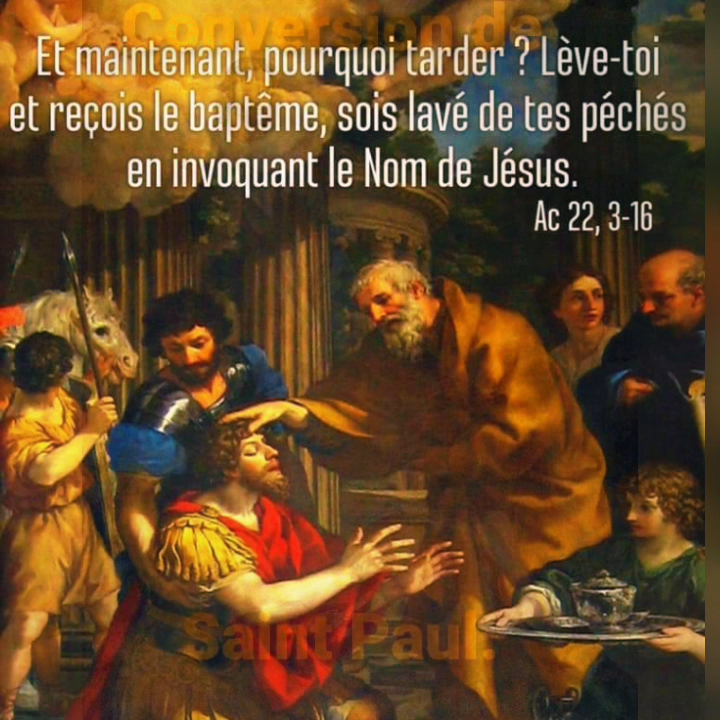 Conversion de
Et maintenant, pourquoi tarder ? Lève-toi
et reçois le baptême, sois lavé de tes péchés
en invoquant le Nom de Jésus.
Ac 22, 3-16
Saint Paul.